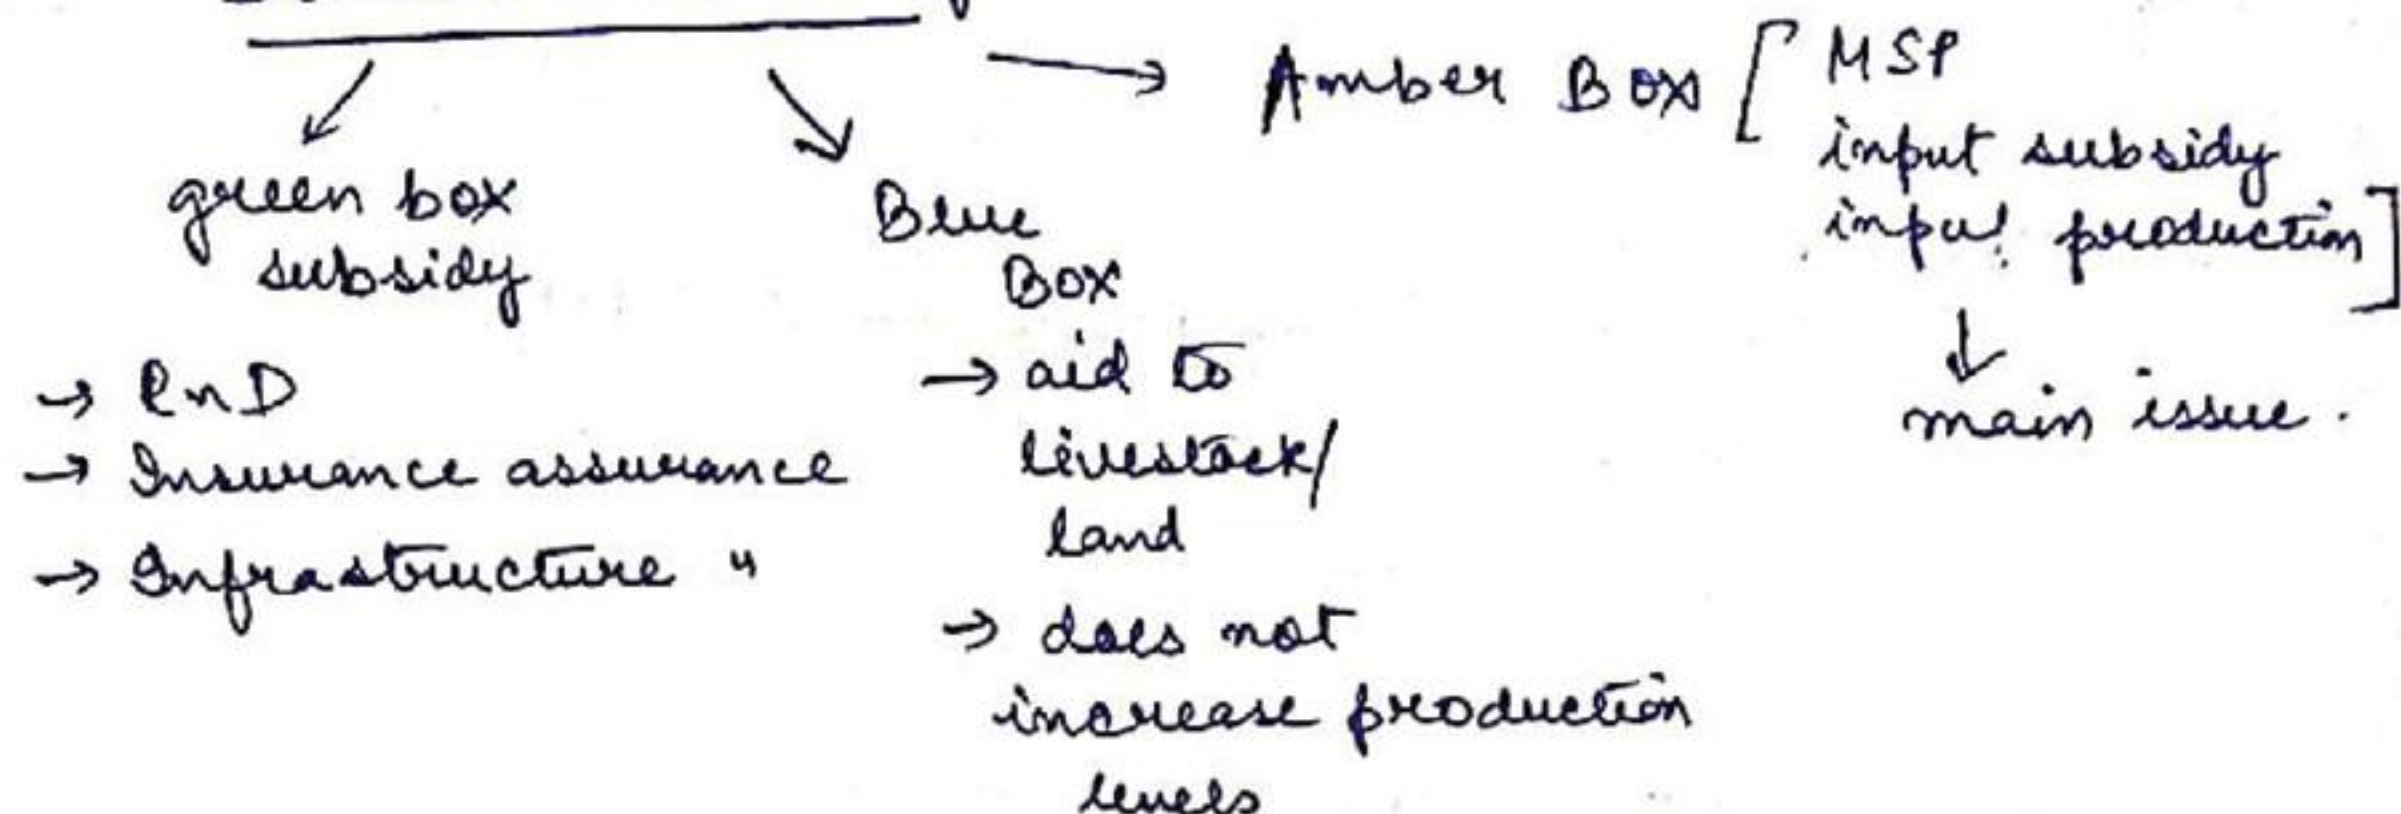 → Amber Box [ MSP
input subsidy
input production ]
↓
main issue.
green box
subsidy
→ RnD
→ Insurance assurance
→ Infrastructure "
Blue
Box
→ aid to
livestock/
land
→ does not
increase production
levels